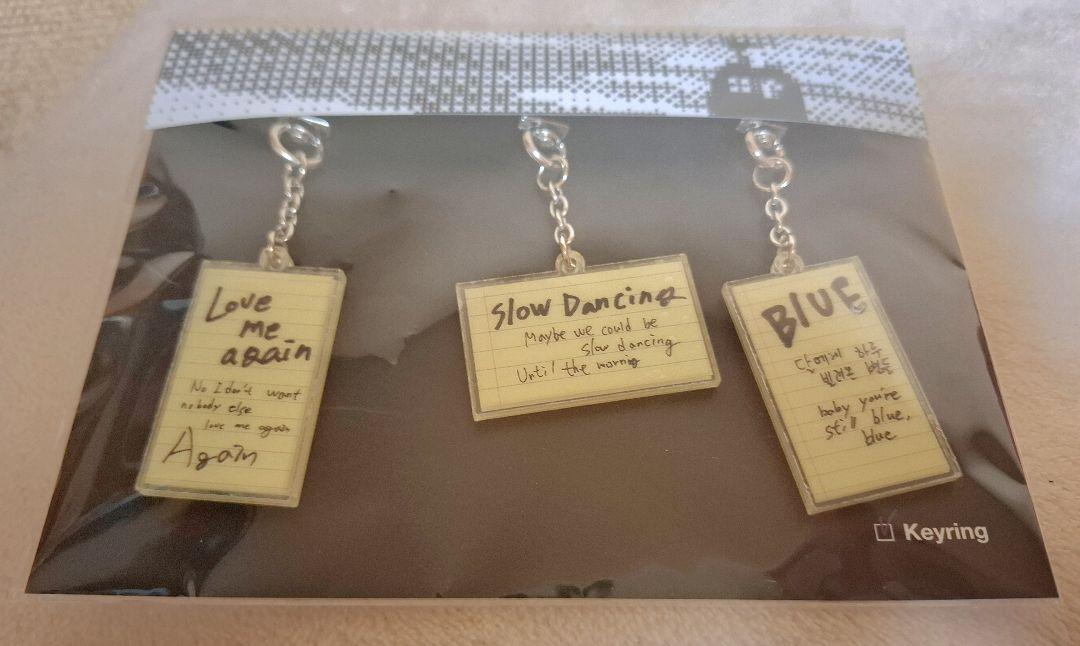 Love
me
again
No I don't want
nobody else
love me again
Again
Slow Dancing
Maybe we could be
slow dancing
Until the morning
BLUE
baby you're
still blue,
blue
Keyring